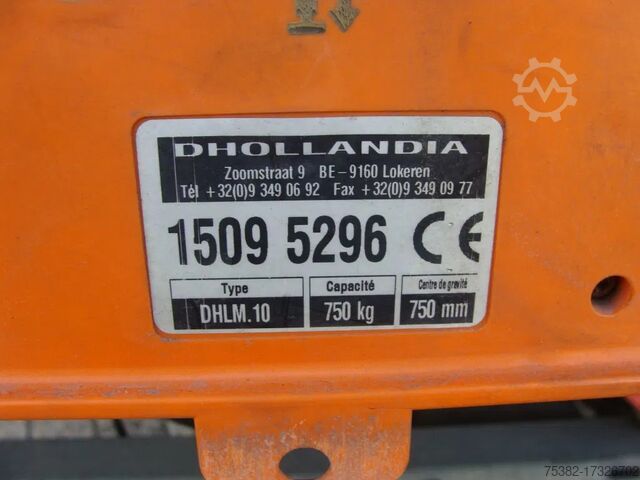 DHOLLANDIA
Zoomstraat 9 BE-9160 Lokeren
Tél +32(0)9 349 06 92 Fax +32(0)9 349 09 77
1509 5296 CE
Type Capacité Centre de gravité
DHLM.10 750 kg 750 mm
75382-17326702